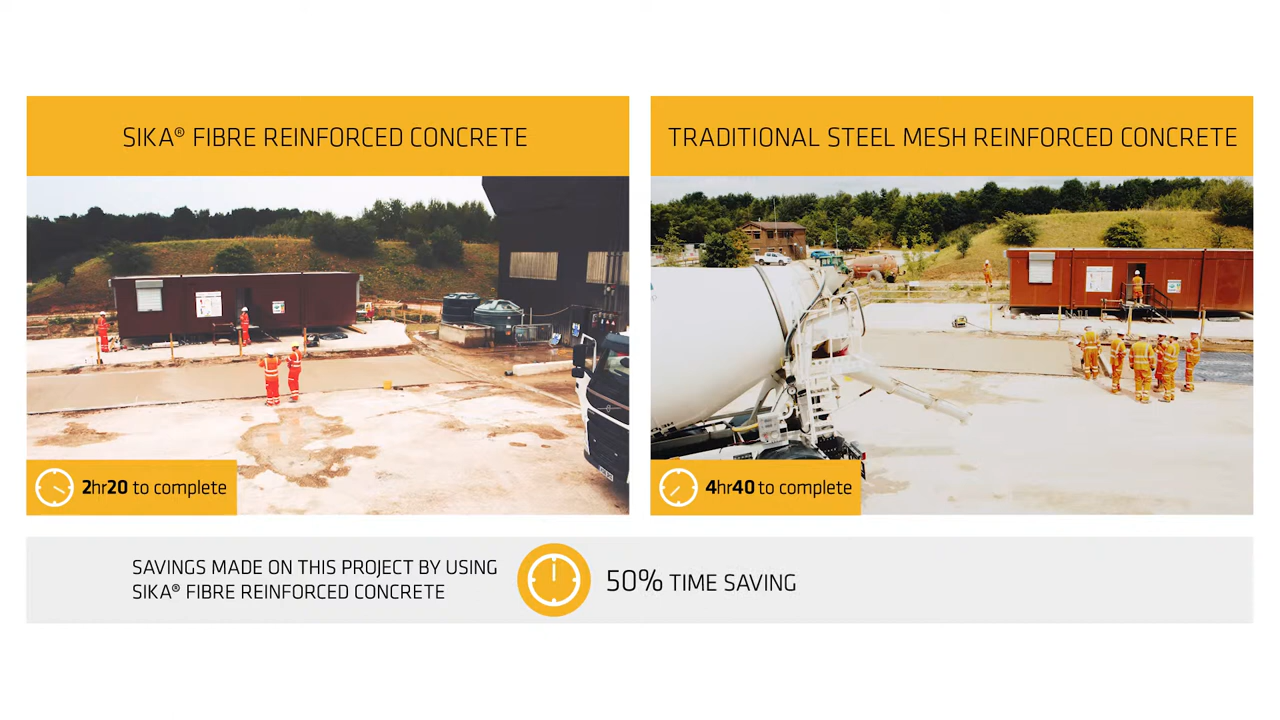 SIKA® FIBRE REINFORCED CONCRETE
TRADITIONAL STEEL MESH REINFORCED CONCRETE
2hr20 to complete
4hr40 to complete
SAVINGS MADE ON THIS PROJECT BY USING
SIKA® FIBRE REINFORCED CONCRETE
50% TIME SAVING